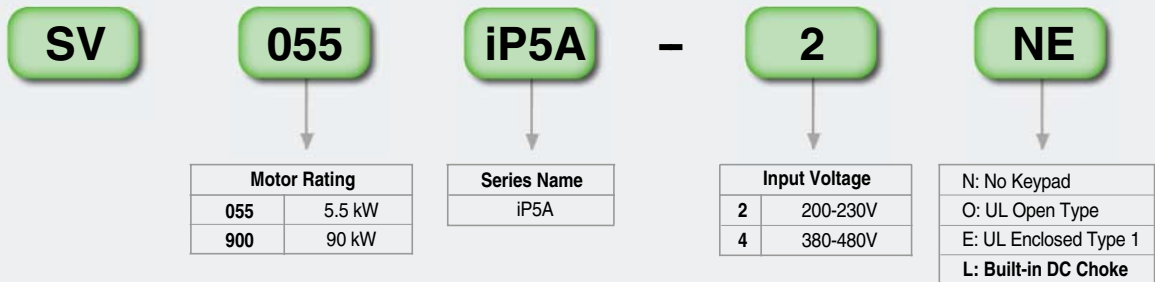 SV 055 iP5A – 2 NE
Motor Rating
055 5.5 kW
900 90 kW
Series Name
iP5A
Input Voltage
2 200-230V
4 380-480V
N: No Keypad
O: UL Open Type
E: UL Enclosed Type 1
L: Built-in DC Choke